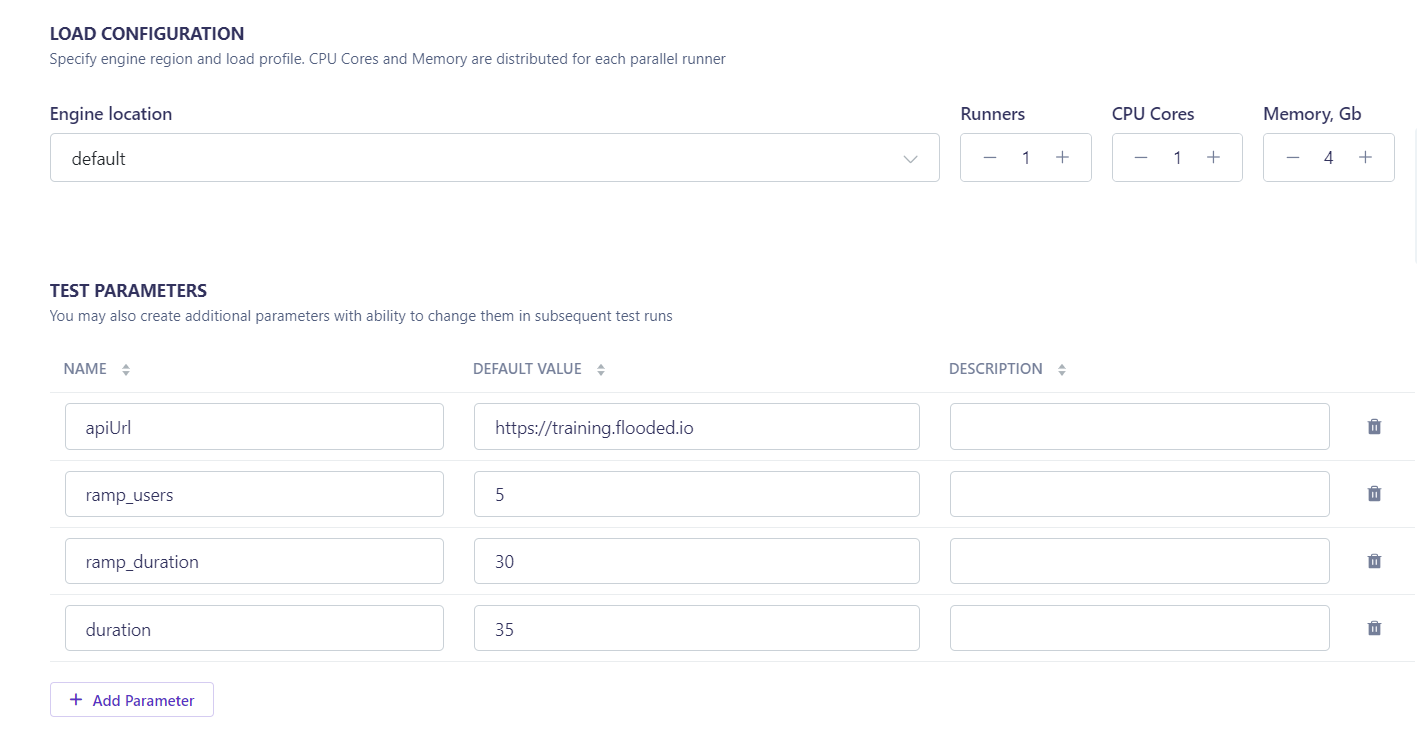 LOAD CONFIGURATION
Specify engine region and load profile. CPU Cores and Memory are distributed for each parallel runner
Engine location
Runners
CPU Cores
Memory, Gb
default
1
1
4
TEST PARAMETERS
You may also create additional parameters with ability to change them in subsequent test runs
NAME
DEFAULT VALUE
DESCRIPTION
apiUrl
https://training.flooded.io
ramp_users
5
ramp_duration
30
duration
35
+ Add Parameter